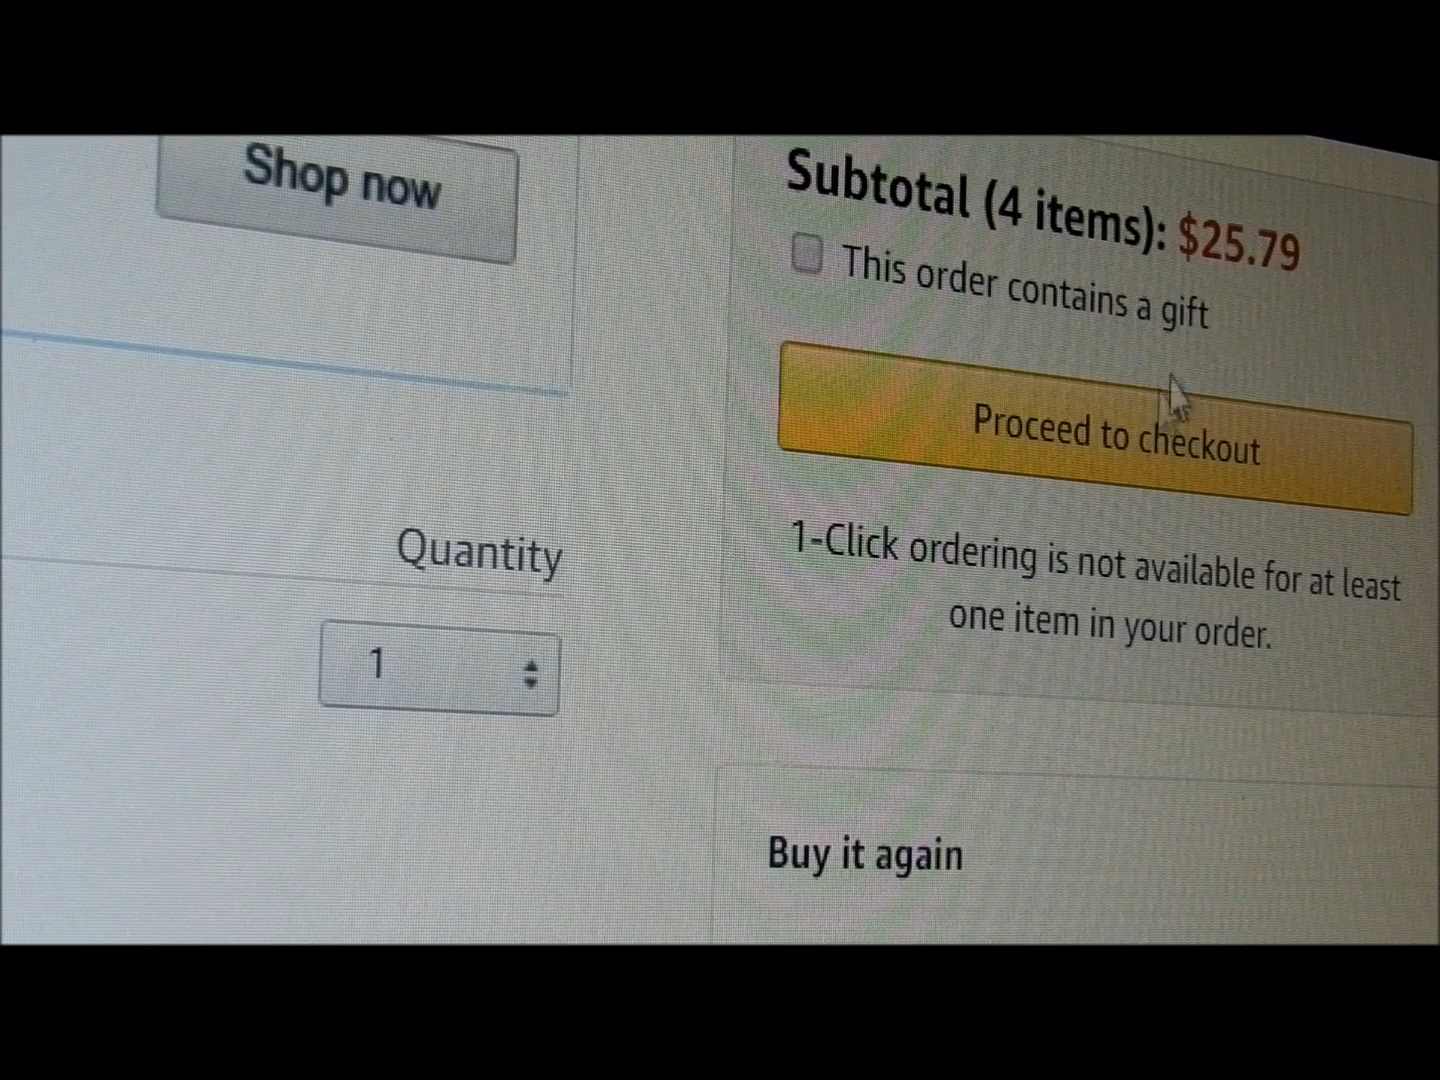 Shop now
Subtotal (4 items): $25.79
This order contains a gift
Proceed to checkout
1-Click ordering is not available for at least
one item in your order.
Quantity
1
Buy it again